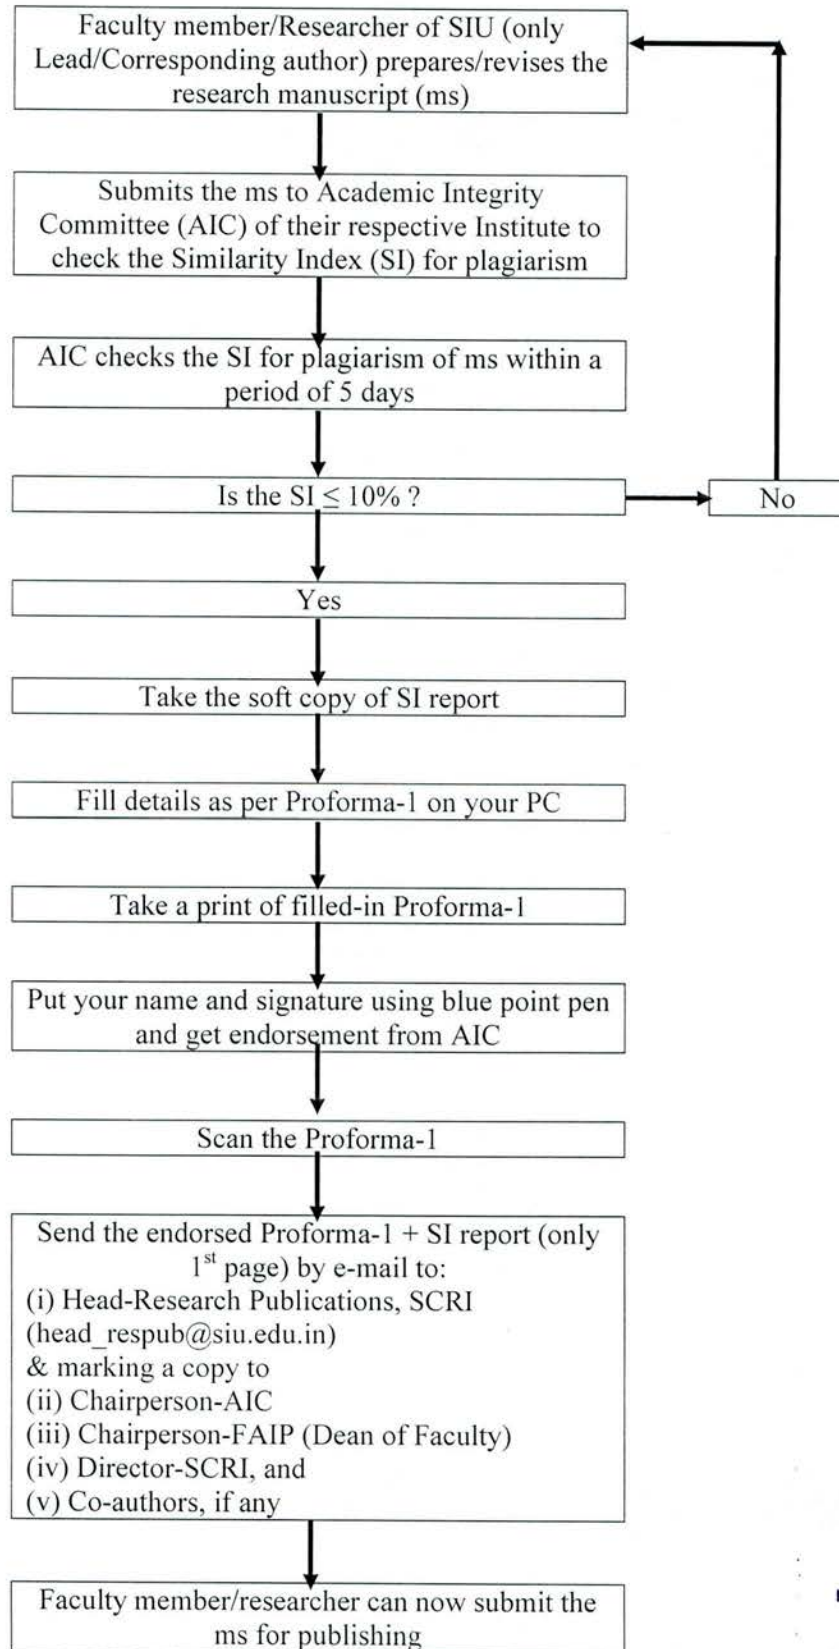 Faculty member/Researcher of SIU (only
Lead/Corresponding author) prepares/revises the
research manuscript (ms)
Submits the ms to Academic Integrity
Committee (AIC) of their respective Institute to
check the Similarity Index (SI) for plagiarism
AIC checks the SI for plagiarism of ms within a
period of 5 days
Is the SI ≤ 10% ?
No
Yes
Take the soft copy of SI report
Fill details as per Proforma-1 on your PC
Take a print of filled-in Proforma-1
Put your name and signature using blue point pen
and get endorsement from AIC
Scan the Proforma-1
Send the endorsed Proforma-1 + SI report (only
1st page) by e-mail to:
(i) Head-Research Publications, SCRI
(head_respub@siu.edu.in)
& marking a copy to
(ii) Chairperson-AIC
(iii) Chairperson-FAIP (Dean of Faculty)
(iv) Director-SCRI, and
(v) Co-authors, if any
Faculty member/researcher can now submit the
ms for publishing